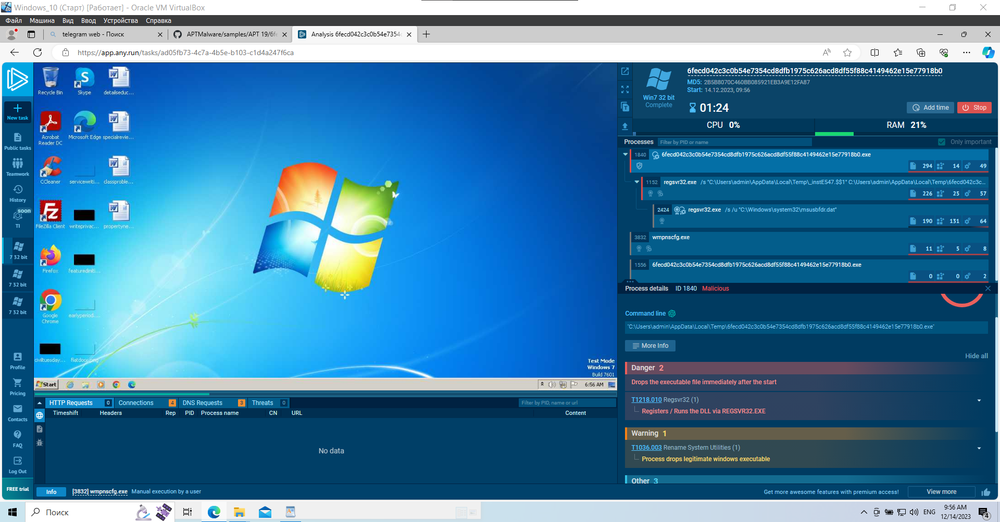 Windows_10 (Старт) [Работает] - Oracle VM VirtualBox
Файл Машина Вид Ввод Устройства Справка
telegram web - Поиск
APTMalware/samples/APT 19/6fe
Analysis 6fecd042c3c0b54e7354c
https://app.any.run/tasks/ad05fb73-4c7a-4b5e-b103-c1d4a247f6ca
New task
Public tasks
Teamwork
History
soon
TI
7 32 bit
7 32 bit
7 32 bit
Profile
Pricing
Contacts
FAQ
Log Out
FREE trial
Recycle Bin
Skype
detailseduc...
Acrobat Reader DC
Microsoft Edge
specialrevie...
CCleaner
servicewriti...
classproble...
FileZilla Client
writeprivac...
propertyne...
Firefox
featurediniti...
Google Chrome
earlyperiod....
civiltuesday...
flatdocs.png
Test Mode
Windows 7
Build 7601
Start
6:56 AM
HTTP Requests 0
Connections 4
DNS Requests 3
Threats 0
Filter by PID, name or url
Timeshift Headers Rep PID Process name CN URL Content
No data
Win7 32 bit
Complete
6fecd042c3c0b54e7354cd8dfb1975c626acd8df55f88c4149462e15e77918b0
MD5: 2B5B8070C460BB085921EB3A9E12FA87
Start: 14.12.2023, 09:56
01:24
Add time
Stop
CPU 0%
RAM 21%
Processes
Filter by PID or name
Only important
1840 6fecd042c3c0b54e7354cd8dfb1975c626acd8df55f88c4149462e15e77918b0.exe
294 14 49
1152 regsvr32.exe /s "C:\Users\admin\AppData\Local\Temp\_instE547.$$1" C:\Users\admin\AppData\Local\Temp\6fecd042c3c...
226 25 57
2424 regsvr32.exe /s /u "C:\Windows\system32\msusbfdr.dat"
190 131 64
3832 wmpnscfg.exe
11 5 8
1556 6fecd042c3c0b54e7354cd8dfb1975c626acd8df55f88c4149462e15e77918b0.exe
0 0 2
Process details ID 1840 Malicious
Command line
"C:\Users\admin\AppData\Local\Temp\6fecd042c3c0b54e7354cd8dfb1975c626acd8df55f88c4149462e15e77918b0.exe"
More Info
Hide all
Danger 2
Drops the executable file immediately after the start
T1218.010 Regsvr32 (1)
Registers / Runs the DLL via REGSVR32.EXE
Warning 1
T1036.003 Rename System Utilities (1)
Process drops legitimate windows executable
Other 3
Info
[3832] wmpnscfg.exe Manual execution by a user
Get more awesome features with premium access!
View more
Поиск
ENG
9:56 AM
12/14/2023
4